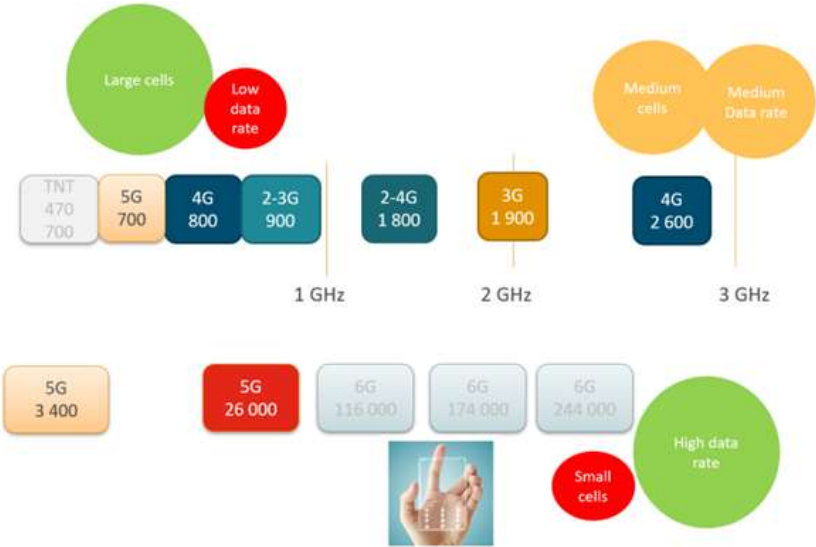 Large cells
Low
data
rate
Medium
cells
Medium
Data rate
TNT
470
700
5G
700
4G
800
2-3G
900
2-4G
1 800
3G
1 900
4G
2 600
1 GHz
2 GHz
3 GHz
5G
3 400
5G
26 000
6G
116 000
6G
174 000
6G
244 000
High data
rate
Small
cells